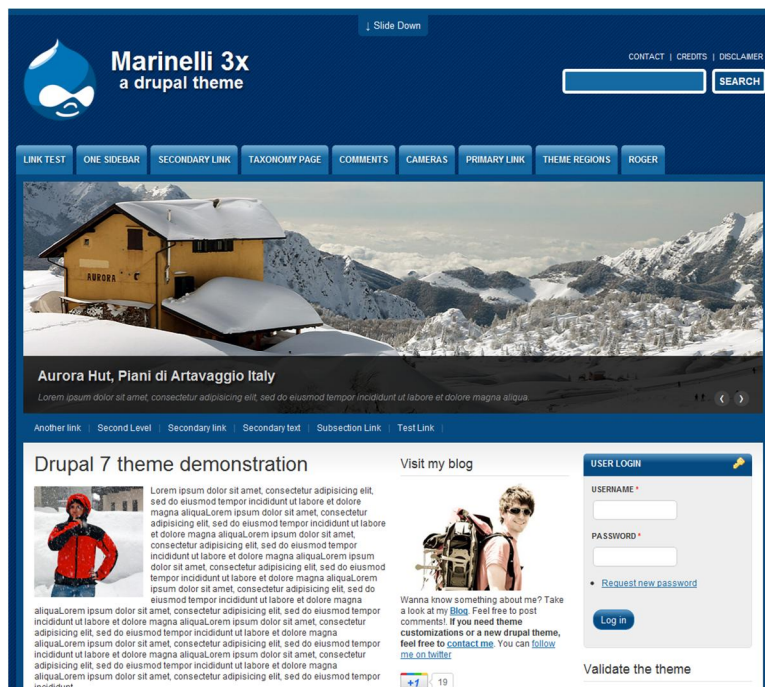 ↓ Slide Down
Marinelli 3x
a drupal theme
CONTACT | CREDITS | DISCLAIMER
SEARCH
LINK TEST ONE SIDEBAR SECONDARY LINK TAXONOMY PAGE COMMENTS CAMERAS PRIMARY LINK THEME REGIONS ROGER
AURORA
Aurora Hut, Piani di Artavaggio Italy
Lorem ipsum dolor sit amet, consectetur adipisicing elit, sed do eiusmod tempor incididunt ut labore et dolore magna aliqua.
Another link | Second Level | Secondary link | Secondary text | Subsection Link | Test Link |
Drupal 7 theme demonstration
Lorem ipsum dolor sit amet, consectetur adipisicing elit,
sed do eiusmod tempor incididunt ut labore et dolore
magna aliquaLorem ipsum dolor sit amet, consectetur
adipisicing elit, sed do eiusmod tempor incididunt ut labore
et dolore magna aliquaLorem ipsum dolor sit amet,
consectetur adipisicing elit, sed do eiusmod tempor
incididunt ut labore et dolore magna aliquaLorem ipsum
dolor sit amet, consectetur adipisicing elit, sed do eiusmod
tempor incididunt ut labore et dolore magna aliquaLorem
ipsum dolor sit amet, consectetur adipisicing elit, sed do
eiusmod tempor incididunt ut labore et dolore magna
aliquaLorem ipsum dolor sit amet, consectetur adipisicing elit, sed do eiusmod tempor
incididunt ut labore et dolore magna aliquaLorem ipsum dolor sit amet, consectetur
adipisicing elit, sed do eiusmod tempor incididunt ut labore et dolore magna
aliquaLorem ipsum dolor sit amet, consectetur adipisicing elit, sed do eiusmod tempor
incididunt ut labore et dolore magna aliquaLorem ipsum dolor sit amet, consectetur
adipisicing elit, sed do eiusmod tempor incididunt ut labore et dolore magna
aliquaLorem ipsum dolor sit amet, consectetur adipisicing elit, sed do eiusmod tempor
incididunt
Visit my blog
Wanna know something about me? Take
a look at my Blog. Feel free to post
comments!. If you need theme
customizations or a new drupal theme,
feel free to contact me. You can follow
me on twitter
+1 19
USER LOGIN
USERNAME *
PASSWORD *
Request new password
Log in
Validate the theme